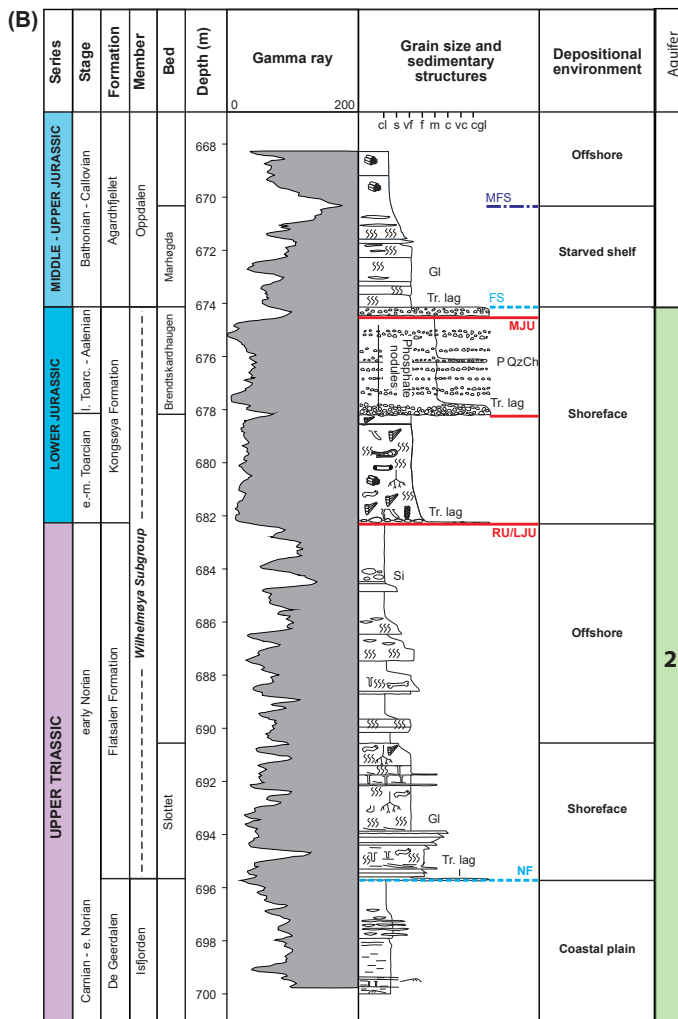 (B)
Series
Stage
Formation
Member
Bed
Depth (m)
Gamma ray
0 200
Grain size and
sedimentary
structures
cl s vf f m c vc cgl
Depositional
environment
Aquifer
MIDDLE - UPPER JURASSIC
Bathonian - Callovian
Agardhfjellet
Oppdalen
Marhøgda
LOWER JURASSIC
l. Toarc. - Aalenian
e.-m. Toarcian
Kongsøya Formation
Brendtskardhaugen
UPPER TRIASSIC
early Norian
Carnian - e. Norian
Flatsalen Formation
De Geerdalen
Wilhelmøya Subgroup
Isfjorden
Slottet
668
670
672
674
676
678
680
682
684
686
688
690
692
694
696
698
700
MFS
Gl
Tr. lag
FS
MJU
Phosphate
nodules
P QzCh
Tr. lag
Tr. lag
RU/LJU
Si
Gl
Tr. lag
NF
Offshore
Starved shelf
Shoreface
Offshore
Shoreface
Coastal plain
2